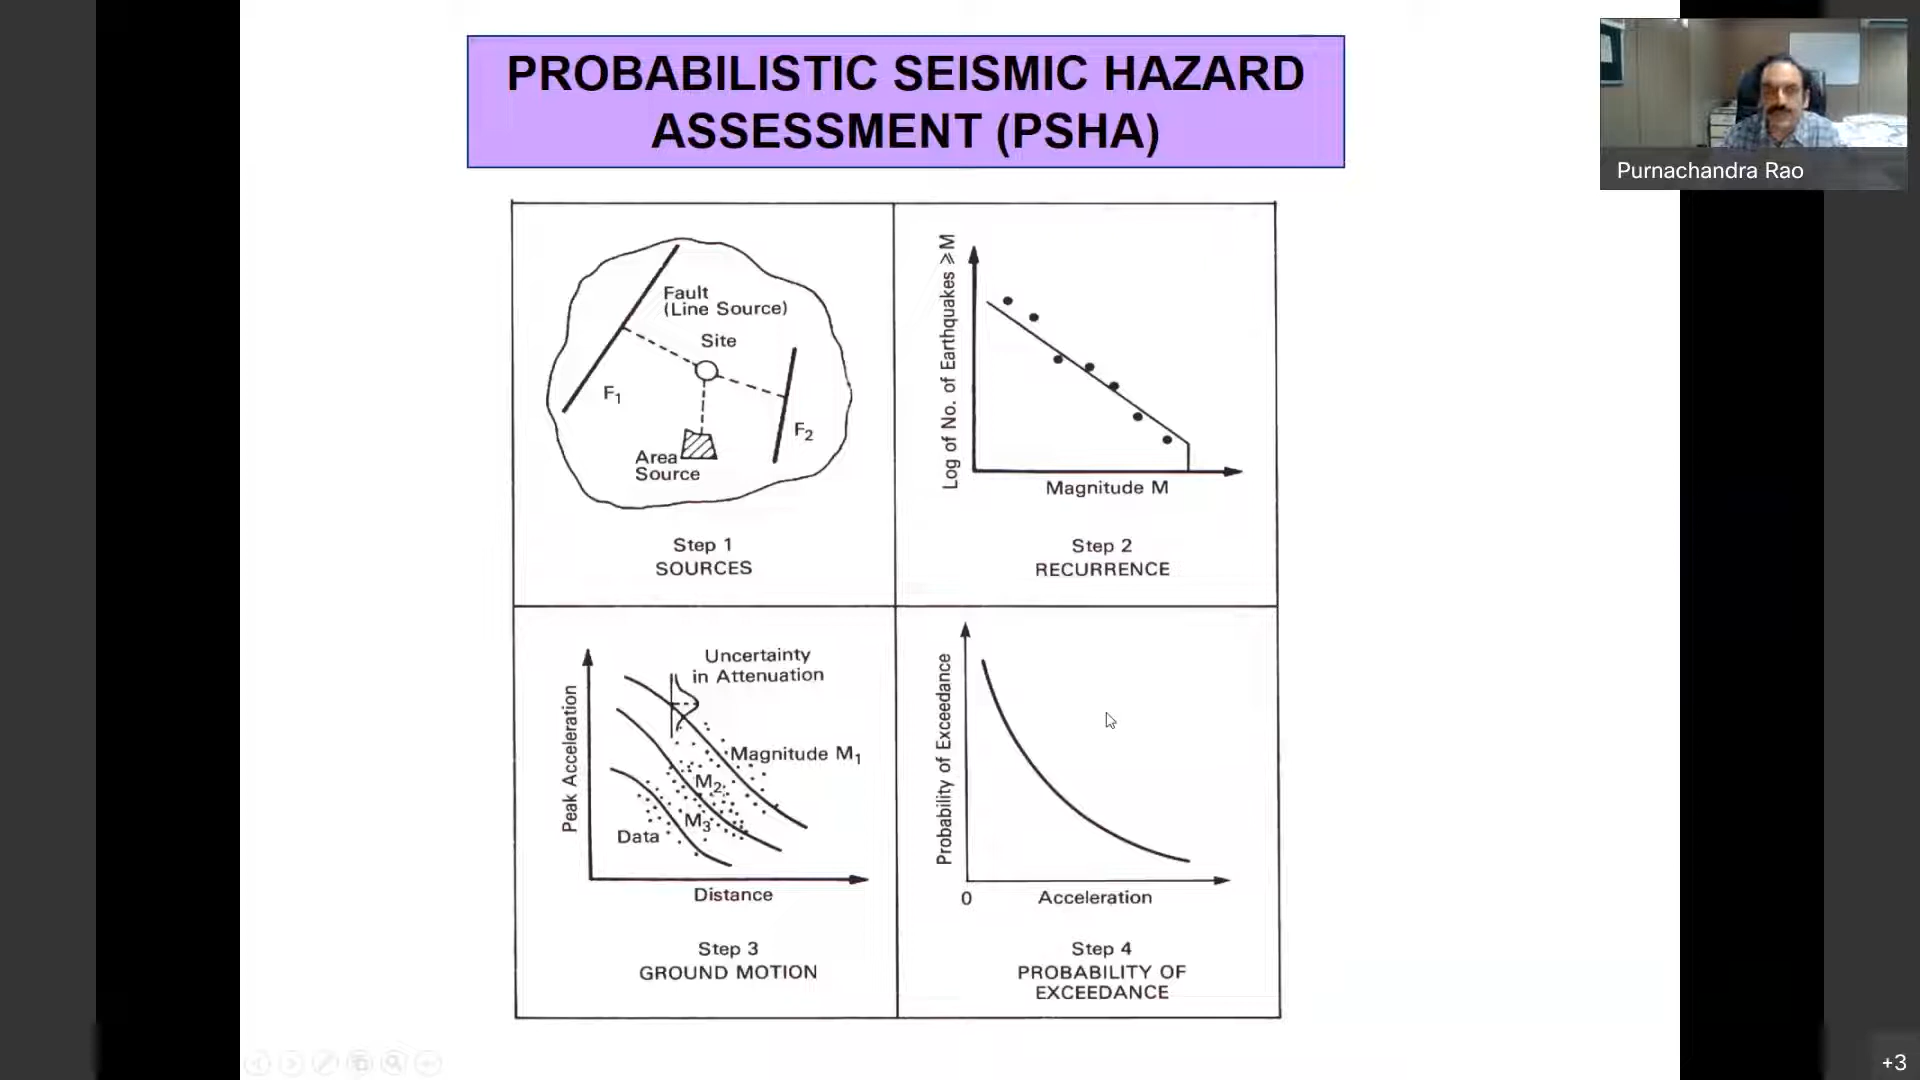 PROBABILISTIC SEISMIC HAZARD
ASSESSMENT (PSHA)
Purnachandra Rao
Fault
(Line Source)
Site
F1
F2
Area
Source
Step 1
SOURCES
Log of No. of Earthquakes ⩾ M
Magnitude M
Step 2
RECURRENCE
Uncertainty
in Attenuation
Peak Acceleration
Magnitude M1
M2
M3
Data
Distance
Step 3
GROUND MOTION
Probability of Exceedance
0
Acceleration
Step 4
PROBABILITY OF
EXCEEDANCE
+3